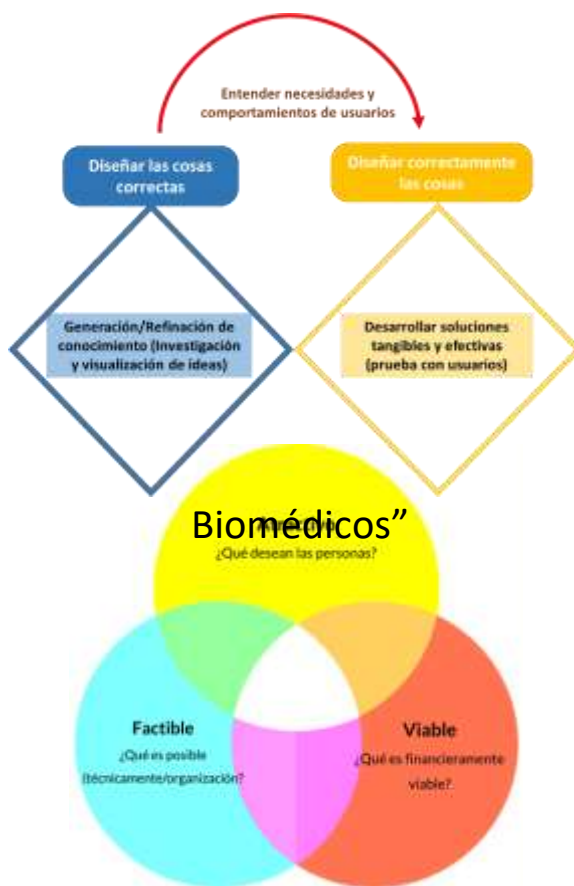 Entender necesidades y
comportamientos de usuarios
Diseñar las cosas
correctas
Diseñar correctamente
las cosas
Generación/Refinación de
conocimiento (Investigación
y visualización de ideas)
Desarrollar soluciones
tangibles y efectivas
(prueba con usuarios)
Biomédicos”
¿Qué desean las personas?
Factible
¿Qué es posible
(técnicamente/organización?
Viable
¿Qué es financieramente
viable?